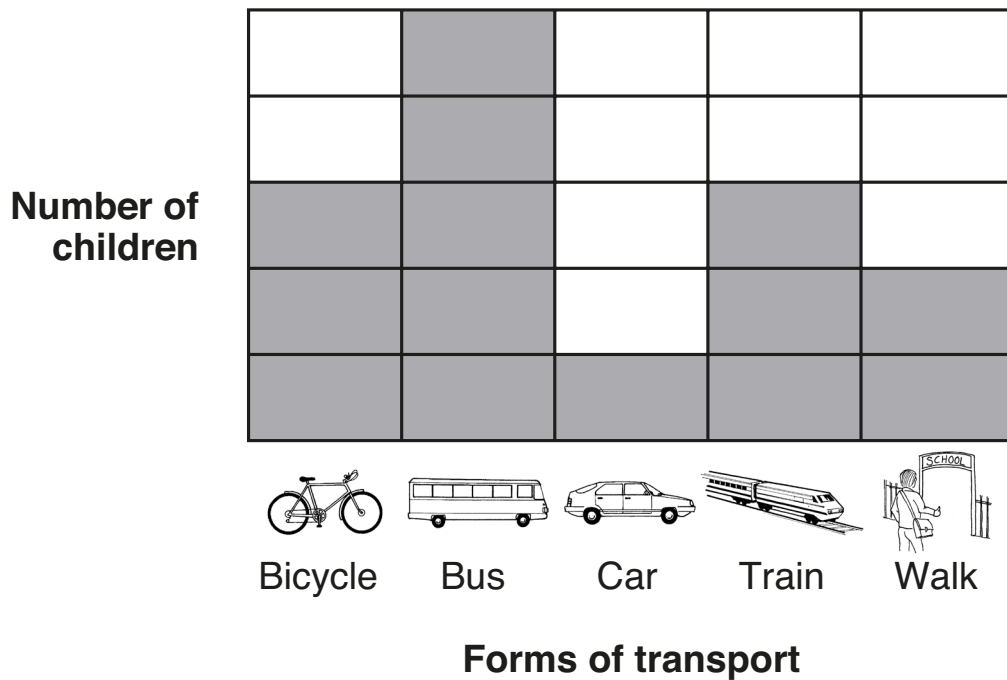 Number of
children
SCHOOL
Bicycle
Bus
Car
Train
Walk
Forms of transport